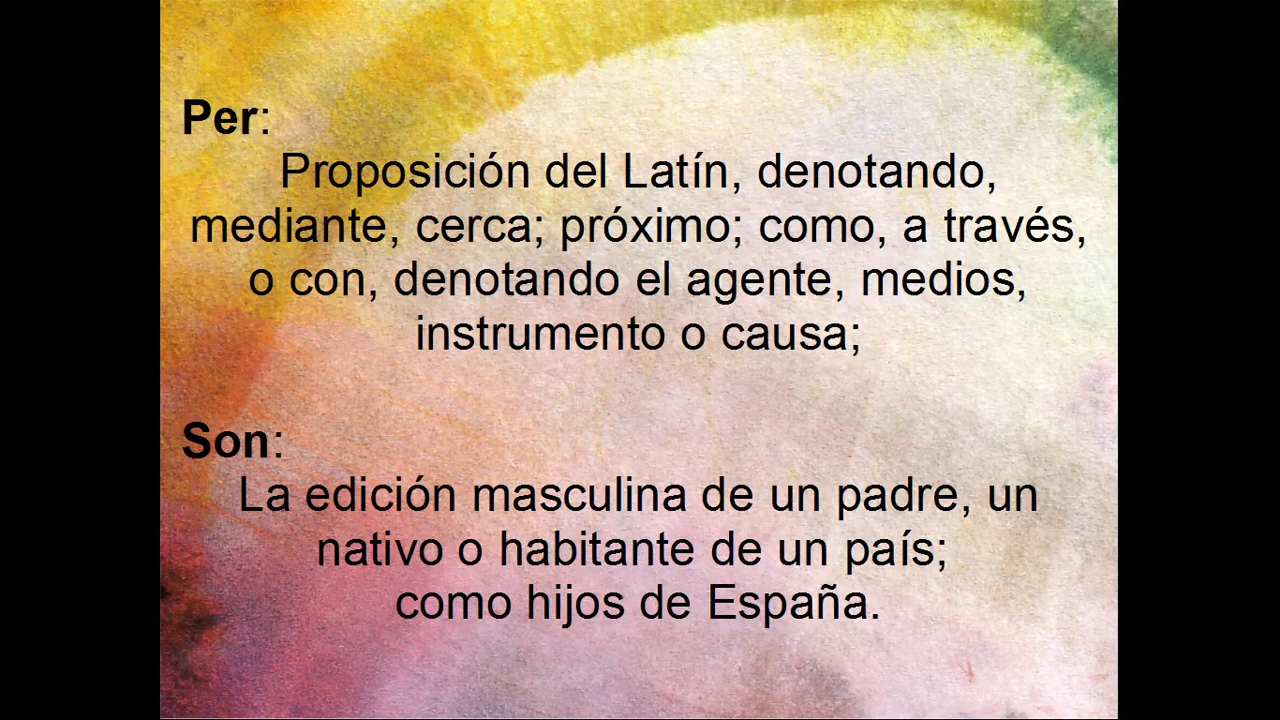 Per:
Proposición del Latín, denotando,
mediante, cerca; próximo; como, a través,
o con, denotando el agente, medios,
instrumento o causa;
Son:
La edición masculina de un padre, un
nativo o habitante de un país;
como hijos de España.